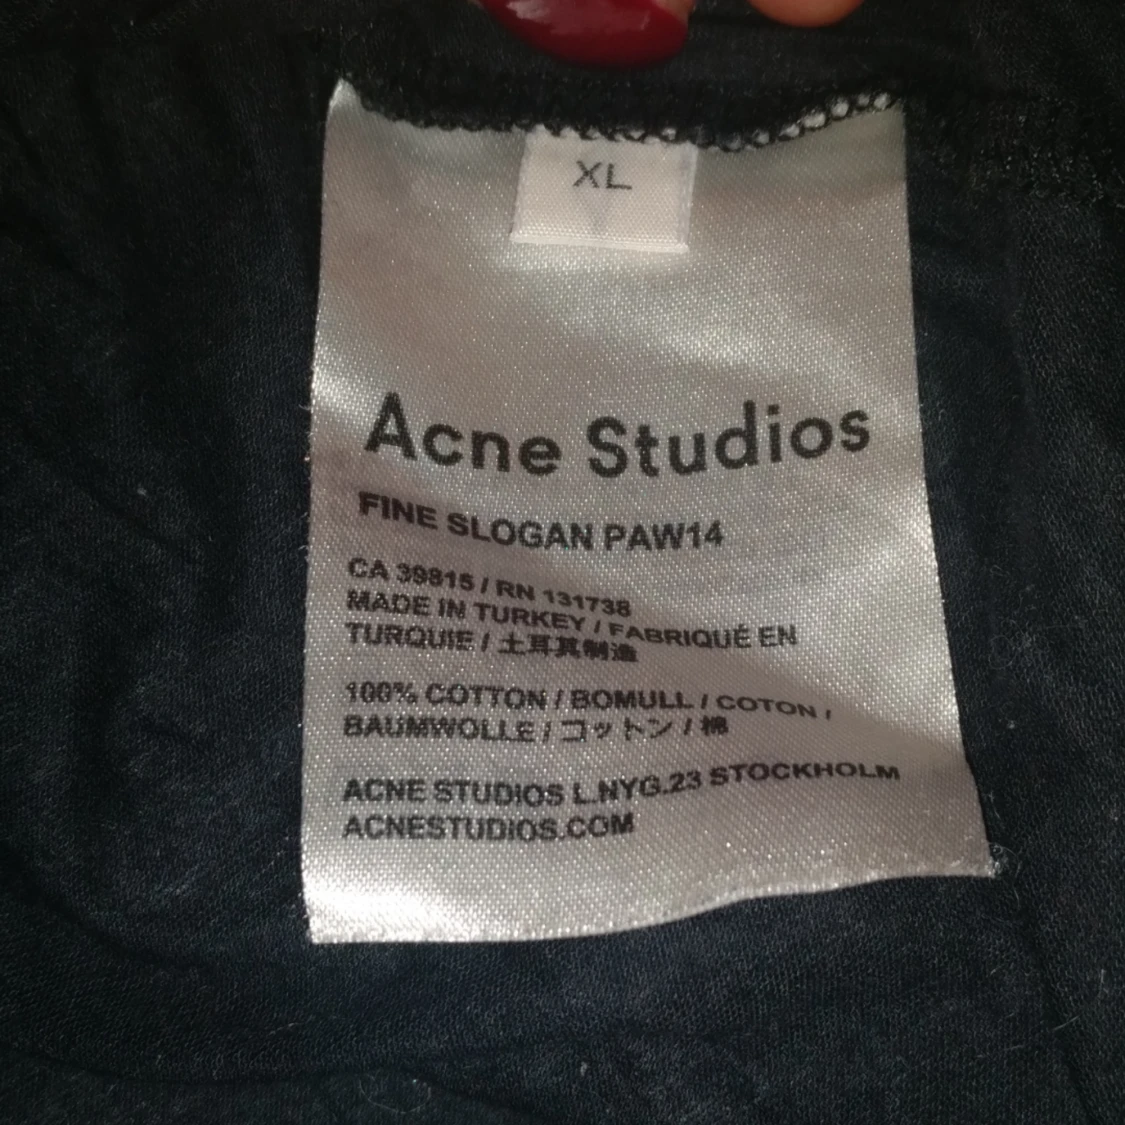 XL
Acne Studios
FINE SLOGAN PAW14
CA 39815 / RN 131738
MADE IN TURKEY / FABRIQUÉ EN
TURQUIE / 土耳其制造
100% COTTON / BOMULL / COTON /
BAUMWOLLE / コットン / 棉
ACNE STUDIOS L.NYG.23 STOCKHOLM
ACNESTUDIOS.COM